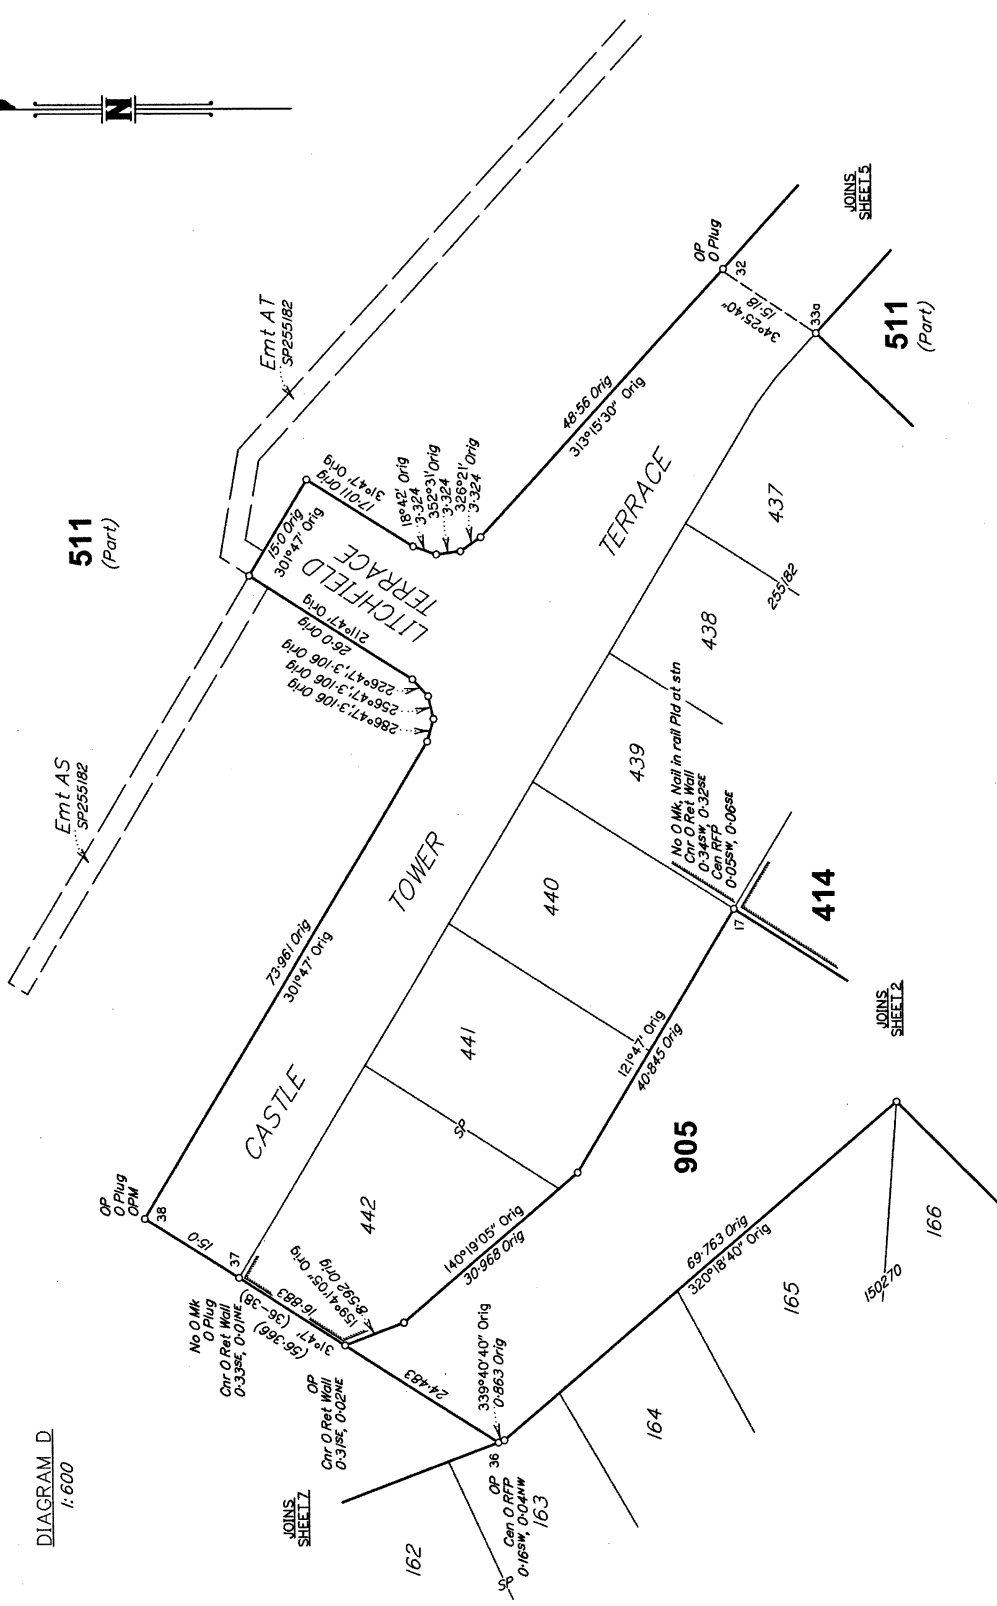 DIAGRAM D
1:600
N
JOINS
SHEET 7
162
SP
163
OP
Cen O RFP
0·16SW, 0·04NW
36
339°40'40" Orig
0·863 Orig
164
165
150270
166
320°18'40" Orig
69·763 Orig
905
JOINS
SHEET 2
OP
Cnr O Ret Wall
0·31SE, 0·02NE
24·483
No O Mk
O Plug
Cnr O Ret Wall
0·33SE, 0·01NE
37
31°47'
(56·366)
(36–38)
16·883
159°41'05" Orig
8·592 Orig
15·0
OP
O Plug
OPM
38
442
140°19'05" Orig
30·968 Orig
SP
441
121°47' Orig
40·845 Orig
440
17
414
No O Mk, Nail in rail Pld at stn
Cnr O Ret Wall
0·34SW, 0·32SE
Cen RFP
0·05SW, 0·06SE
439
438
255182
437
CASTLE
TOWER
TERRACE
73·961 Orig
301°47' Orig
Emt AS
SP255182
511
(Part)
286°47',3·106 Orig
256°47',3·106 Orig
226°47',3·106 Orig
26·0 Orig
211°47' Orig
LITCHFIELD
TERRACE
15·0 Orig
301°47' Orig
17·011 Orig
31°47' Orig
18°42' Orig
3·324
352°31' Orig
3·324
326°21' Orig
3·324
Emt AT
SP255182
48·56 Orig
313°15'30" Orig
OP
O Plug
32
34°25'40"
15·18
33a
JOINS
SHEET 5
511
(Part)